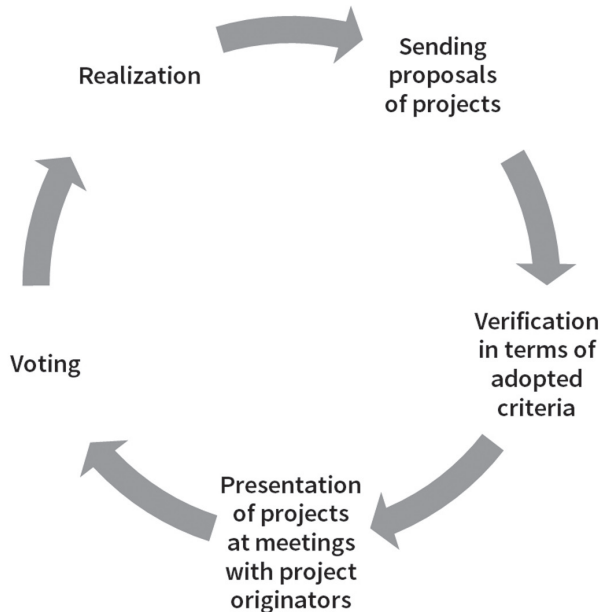 Realization
Sending
proposals
of projects
Verification
in terms of
adopted
criteria
Presentation
of projects
at meetings
with project
originators
Voting